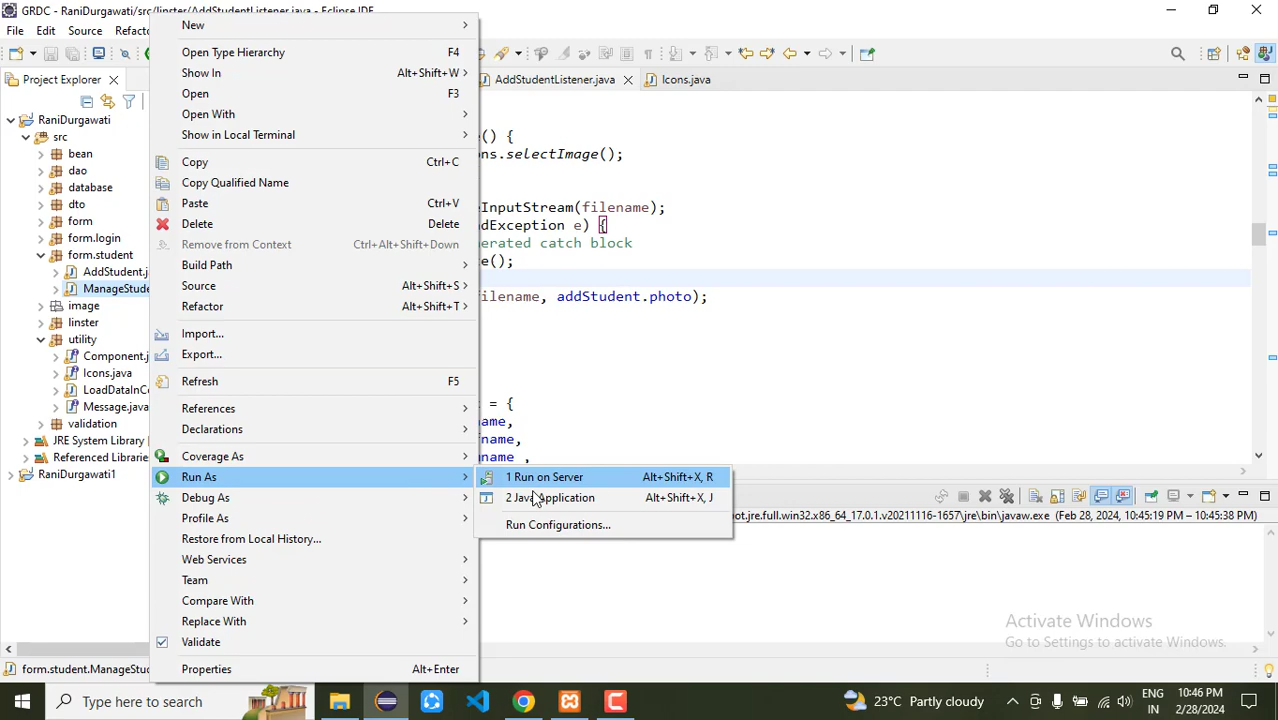 GRDC - RaniDurgawati/src/linster/AddStudentListener.java - Eclipse IDE
File Edit Source Refacto
Project Explorer
AddStudentListener.java Icons.java
RaniDurgawati
src
bean
dao
database
dto
form
form.login
form.student
AddStudent.j
ManageStude
image
linster
utility
Component.j
Icons.java
LoadDataInCo
Message.java
validation
JRE System Library [
Referenced Libraries
RaniDurgawati1
New
Open Type Hierarchy F4
Show In Alt+Shift+W
Open F3
Open With
Show in Local Terminal
Copy Ctrl+C
Copy Qualified Name
Paste Ctrl+V
Delete Delete
Remove from Context Ctrl+Alt+Shift+Down
Build Path
Source Alt+Shift+S
Refactor Alt+Shift+T
Import...
Export...
Refresh F5
References
Declarations
Coverage As
Run As
Debug As
Profile As
Restore from Local History...
Web Services
Team
Compare With
Replace With
Validate
Properties Alt+Enter
1 Run on Server Alt+Shift+X, R
2 Java Application Alt+Shift+X, J
Run Configurations...
() {
ns.selectImage();
eInputStream(filename);
dException e) {
nerated catch block
e();
ilename, addStudent.photo);
= {
name,
name,
name ,
ot.jre.full.win32.x86_64_17.0.1.v20211116-1657\jre\bin\javaw.exe (Feb 28, 2024, 10:45:19 PM – 10:45:38 PM)
Activate Windows
Go to Settings to activate Windows.
form.student.ManageStud
Type here to search
23°C Partly cloudy
ENG
IN
10:46 PM
2/28/2024